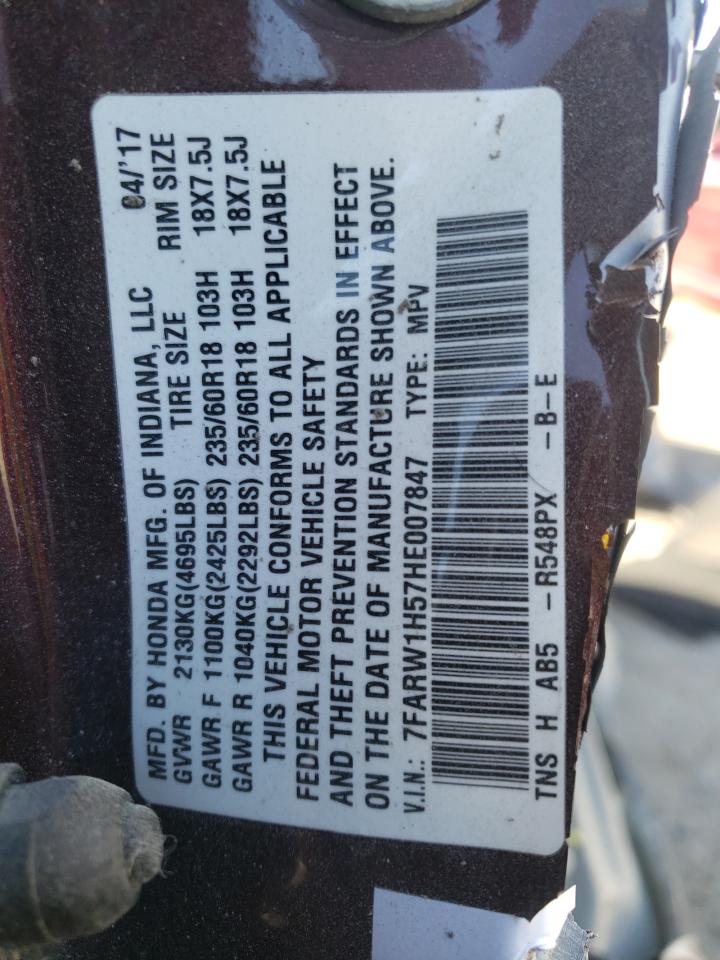 MFD. BY HONDA MFG. OF INDIANA, LLC 04/'17
GVWR 2130KG(4695LBS) TIRE SIZE RIM SIZE
GAWR F 1100KG(2425LBS) 235/60R18 103H 18X7.5J
GAWR R 1040KG(2292LBS) 235/60R18 103H 18X7.5J
THIS VEHICLE CONFORMS TO ALL APPLICABLE
FEDERAL MOTOR VEHICLE SAFETY
AND THEFT PREVENTION STANDARDS IN EFFECT
ON THE DATE OF MANUFACTURE SHOWN ABOVE.
V.I.N.: 7FARW1H57HE007847 TYPE: MPV
TNS H AB5 -R548PX -B-E